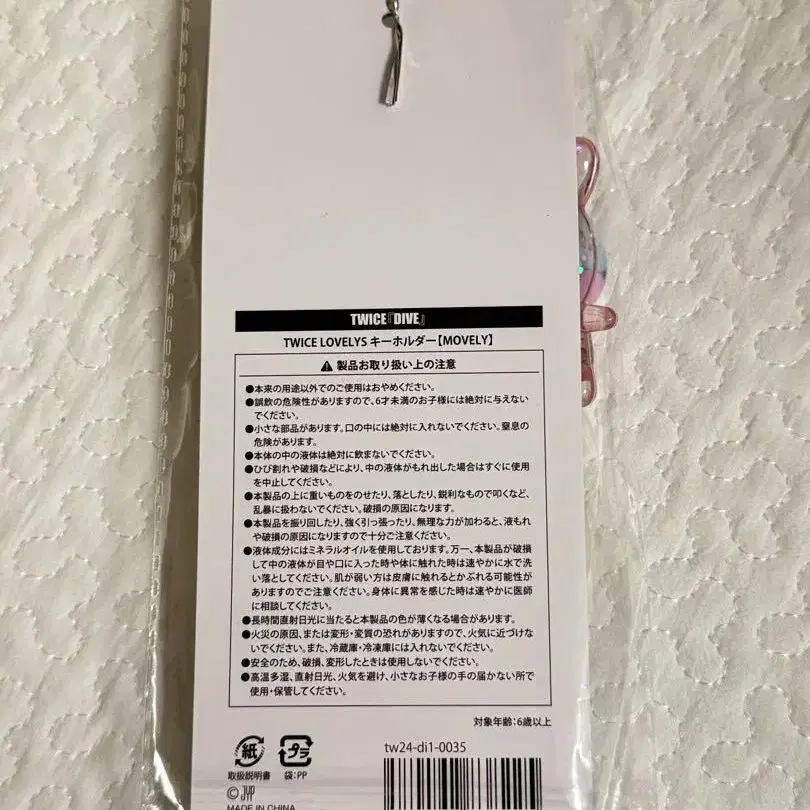 TWICE『DIVE』
TWICE LOVELYS キーホルダー【MOVELY】
⚠ 製品お取り扱い上の注意
●本来の用途以外でのご使用はおやめください。
●誤飲の危険性がありますので、6才未満のお子様には絶対に与えない
でください。
●小さな部品があります。口の中には絶対に入れないでください。窒息の
危険があります。
●本体の中の液体は絶対に飲まないでください。
●ひび割れや破損などにより、中の液体がもれ出した場合はすぐに使用
を中止してください。
●本製品の上に重いものをのせたり、落としたり、鋭利なもので叩くなど、
乱暴に扱わないでください。破損の原因になります。
●本製品を振り回したり、強く引っ張ったり、無理な力が加わると、液もれ
や破損の原因になりますので十分ご注意ください。
●液体成分にはミネラルオイルを使用しております。万一、本製品が破損
して中の液体が目や口に入った時や体に触れた時は速やかに水で洗
い落としてください。肌が弱い方は皮膚に触れるとかぶれる可能性が
ありますのでご注意ください。身体に異常を感じた時は速やかに医師
に相談してください。
●長時間直射日光に当たると本製品の色が薄くなる場合があります。
●火災の原因、または変形・変質の恐れがありますので、火気に近づけな
いでください。また、冷蔵庫・冷凍庫には入れないでください。
●安全のため、破損、変形したときは使用しないでください。
●高温多湿、直射日光、火気を避け、小さなお子様の手の届かない所で
使用・保管してください。
対象年齢:6歳以上
紙 プラ
取扱説明書 袋:PP
tw24-di1-0035
© JYP
MADE IN CHINA